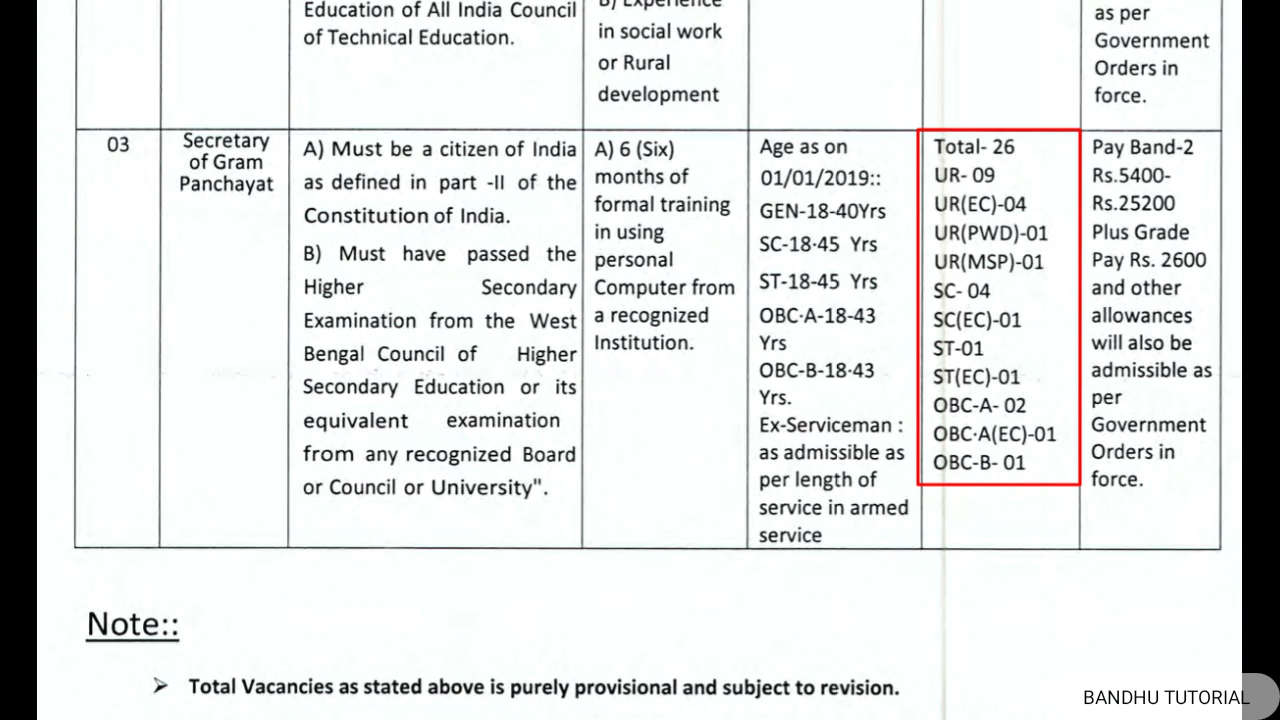 Education of All India Council
of Technical Education.
B) Experience
in social work
or Rural
development
as per
Government
Orders in
force.
03
Secretary
of Gram
Panchayat
A) Must be a citizen of India
as defined in part -II of the
Constitution of India.
B) Must have passed the
Higher Secondary
Examination from the West
Bengal Council of Higher
Secondary Education or its
equivalent examination
from any recognized Board
or Council or University".
A) 6 (Six)
months of
formal training
in using
personal
Computer from
a recognized
Institution.
Age as on
01/01/2019::
GEN-18-40Yrs
SC-18-45 Yrs
ST-18-45 Yrs
OBC·A-18-43
Yrs
OBC-B-18·43
Yrs.
Ex-Serviceman :
as admissible as
per length of
service in armed
service
Total- 26
UR- 09
UR(EC)-04
UR(PWD)-01
UR(MSP)-01
SC- 04
SC(EC)-01
ST-01
ST(EC)-01
OBC-A- 02
OBC·A(EC)-01
OBC-B- 01
Pay Band-2
Rs.5400-
Rs.25200
Plus Grade
Pay Rs. 2600
and other
allowances
will also be
admissible as
per
Government
Orders in
force.
Note::
➢ Total Vacancies as stated above is purely provisional and subject to revision.
BANDHU TUTORIAL